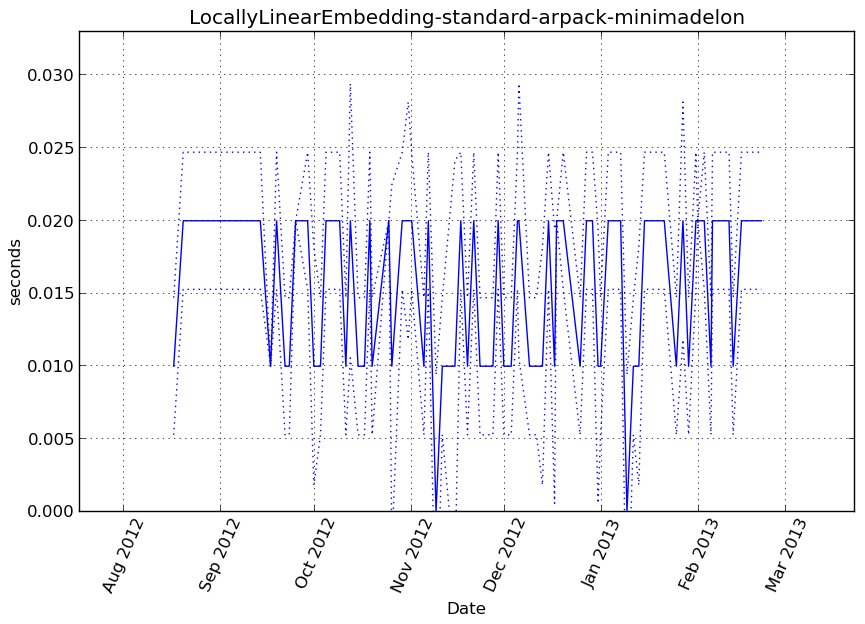 LocallyLinearEmbedding-standard-arpack-minimadelon
0.030
0.025
0.020
0.015
0.010
0.005
0.000
seconds
Aug 2012
Sep 2012
Oct 2012
Nov 2012
Dec 2012
Jan 2013
Feb 2013
Mar 2013
Date